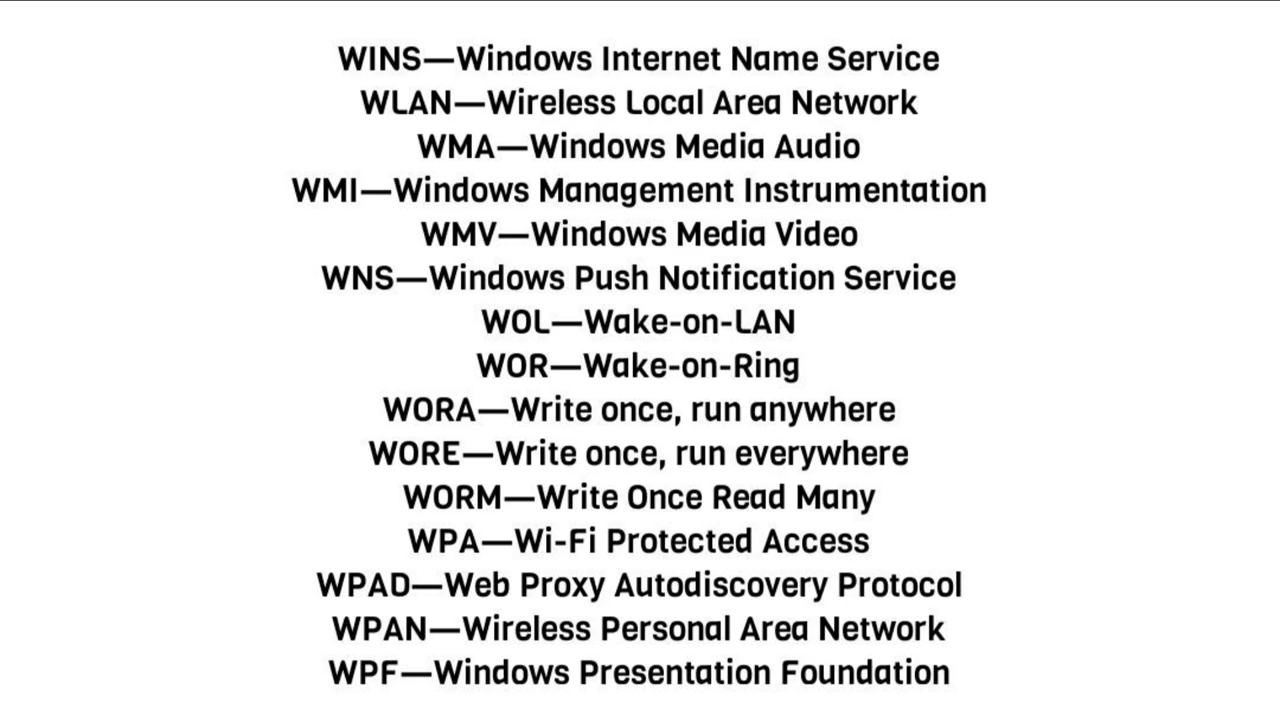 WINS—Windows Internet Name Service
WLAN—Wireless Local Area Network
WMA—Windows Media Audio
WMI—Windows Management Instrumentation
WMV—Windows Media Video
WNS—Windows Push Notification Service
WOL—Wake-on-LAN
WOR—Wake-on-Ring
WORA—Write once, run anywhere
WORE—Write once, run everywhere
WORM—Write Once Read Many
WPA—Wi-Fi Protected Access
WPAD—Web Proxy Autodiscovery Protocol
WPAN—Wireless Personal Area Network
WPF—Windows Presentation Foundation